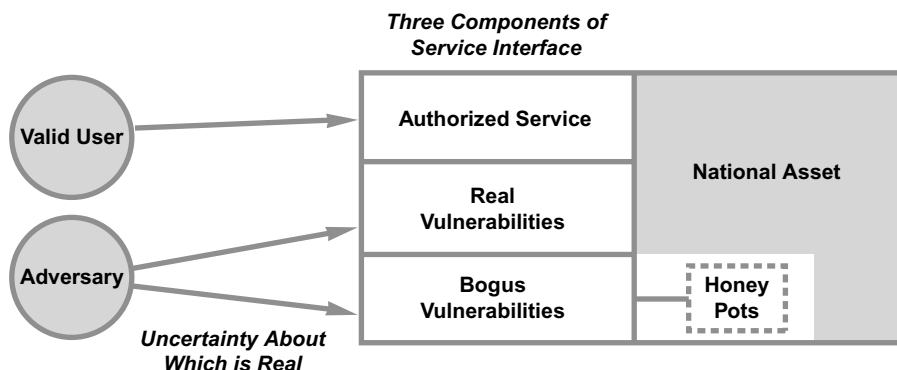 Three Components of
Service Interface
Valid User
Authorized Service
National Asset
Real
Vulnerabilities
Adversary
Bogus
Vulnerabilities
Honey
Pots
Uncertainty About
Which is Real